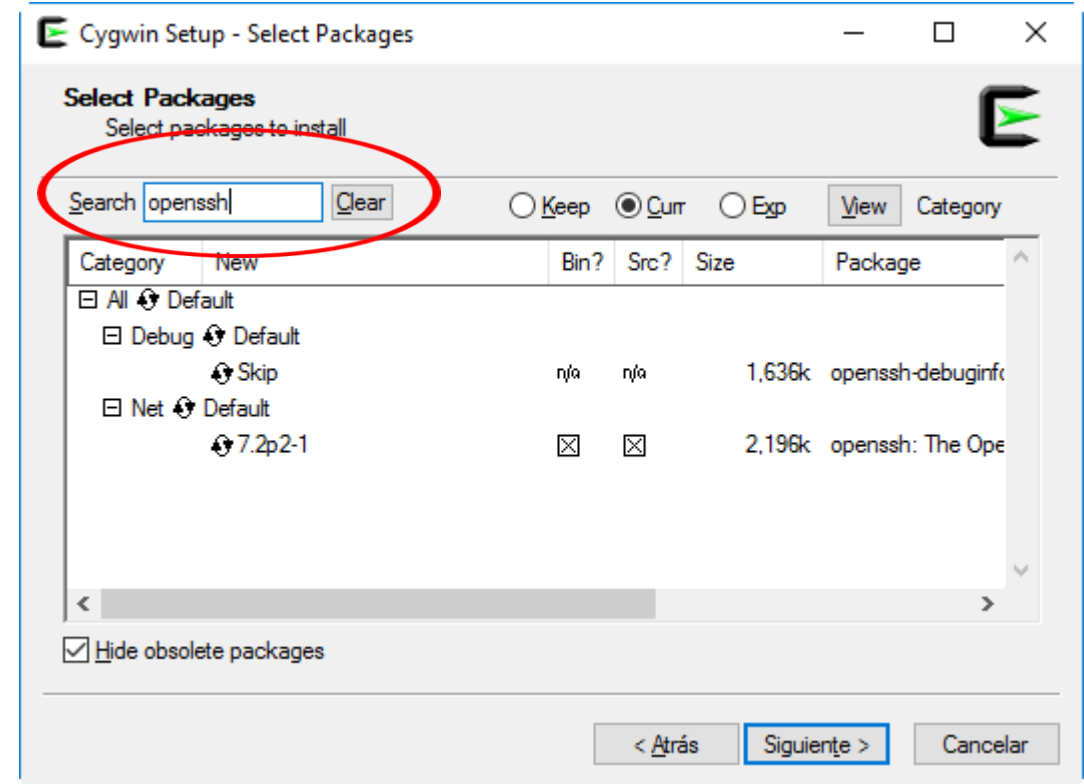 Cygwin Setup - Select Packages
Select Packages
Select packages to install
Search openssh Clear Keep Curr Exp View Category
Category New Bin? Src? Size Package
All Default
Debug Default
Skip n/a n/a 1,636k openssh-debuginfo
Net Default
7.2p2-1 2,196k openssh: The Ope
Hide obsolete packages
< Atrás Siguiente > Cancelar